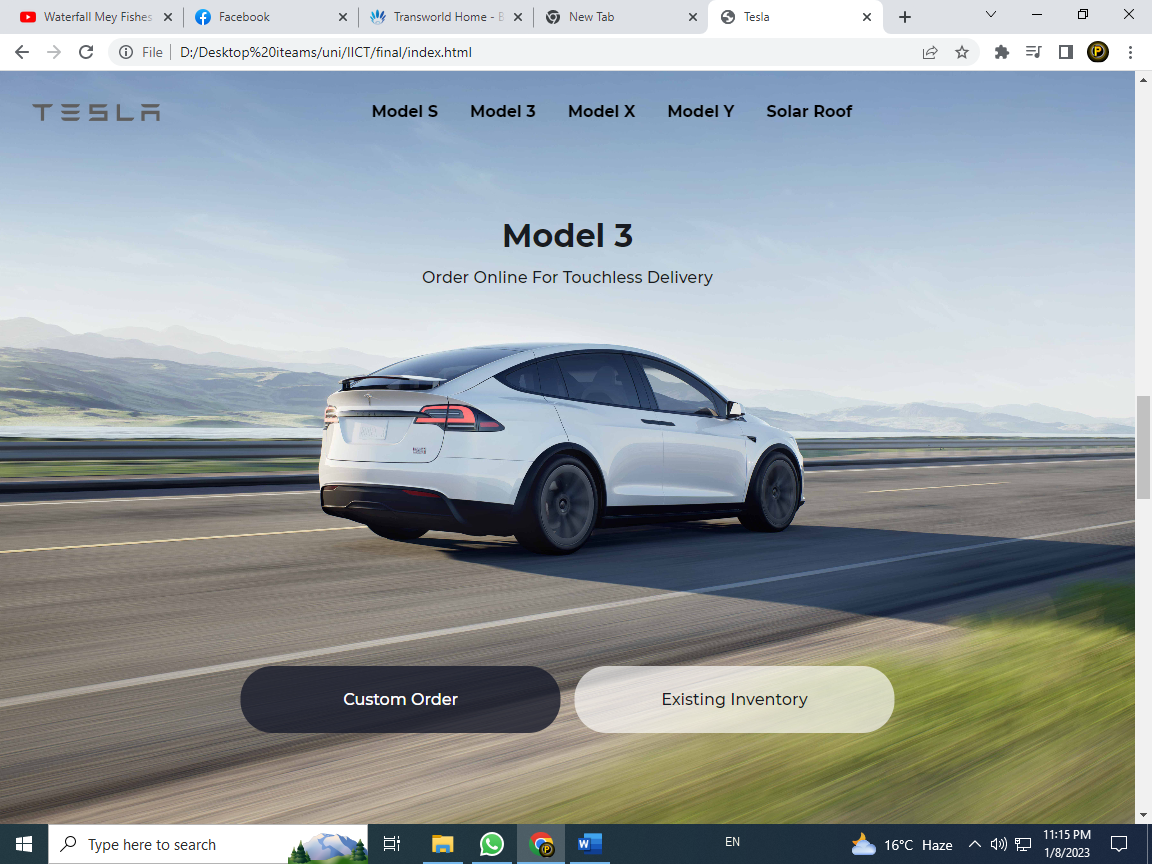 Waterfall Mey Fishes
Facebook
Transworld Home - B
New Tab
Tesla
File
D:/Desktop%20iteams/uni/IICT/final/index.html
TESLA
Model S
Model 3
Model X
Model Y
Solar Roof
Model 3
Order Online For Touchless Delivery
Custom Order
Existing Inventory
Type here to search
EN
16°C Haze
11:15 PM
1/8/2023